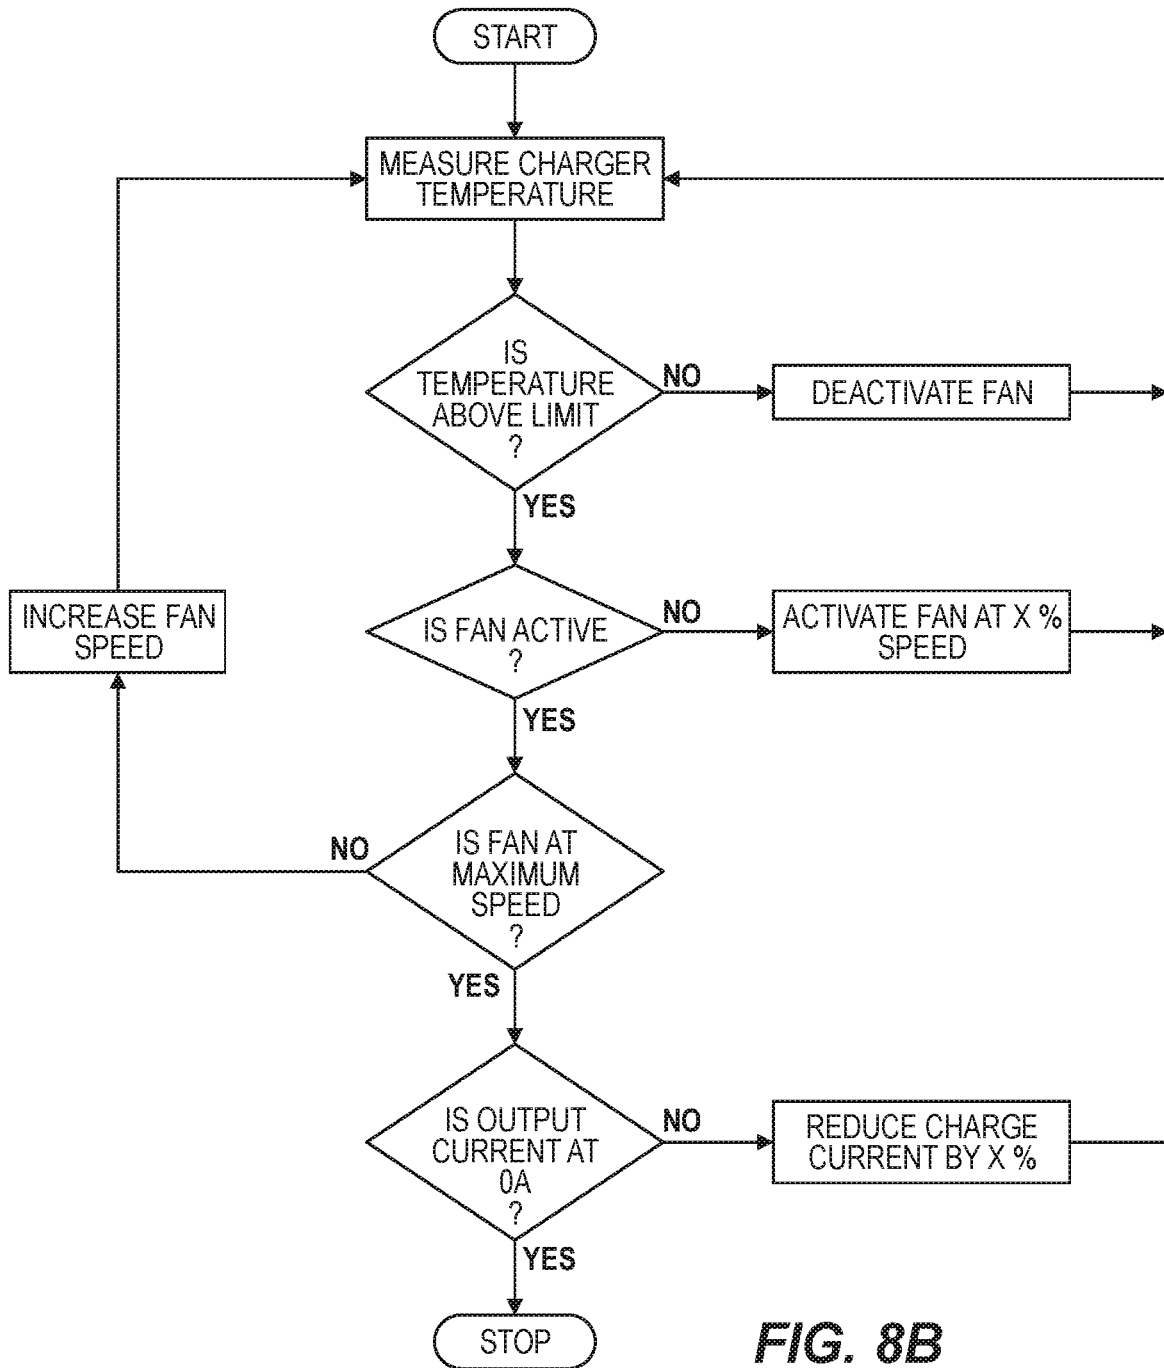 START
MEASURE CHARGER
TEMPERATURE
IS
TEMPERATURE
ABOVE LIMIT
?
NO
DEACTIVATE FAN
YES
INCREASE FAN
SPEED
IS FAN ACTIVE
?
NO
ACTIVATE FAN AT X %
SPEED
YES
IS FAN AT
MAXIMUM
SPEED
?
NO
YES
IS OUTPUT
CURRENT AT
0A
?
NO
REDUCE CHARGE
CURRENT BY X %
YES
STOP
FIG. 8B